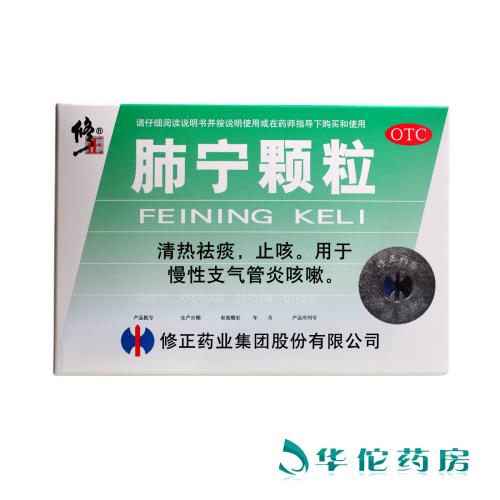 请仔细阅读说明书并按说明使用或在药师指导下购买和使用
修正®
OTC
肺宁颗粒
FEINING KELI
清热祛痰，止咳。用于
慢性支气管炎咳嗽。
修正药业
产品批号 生产日期 有效期至 年 月 产品序列号
修正药业集团股份有限公司
华佗药房